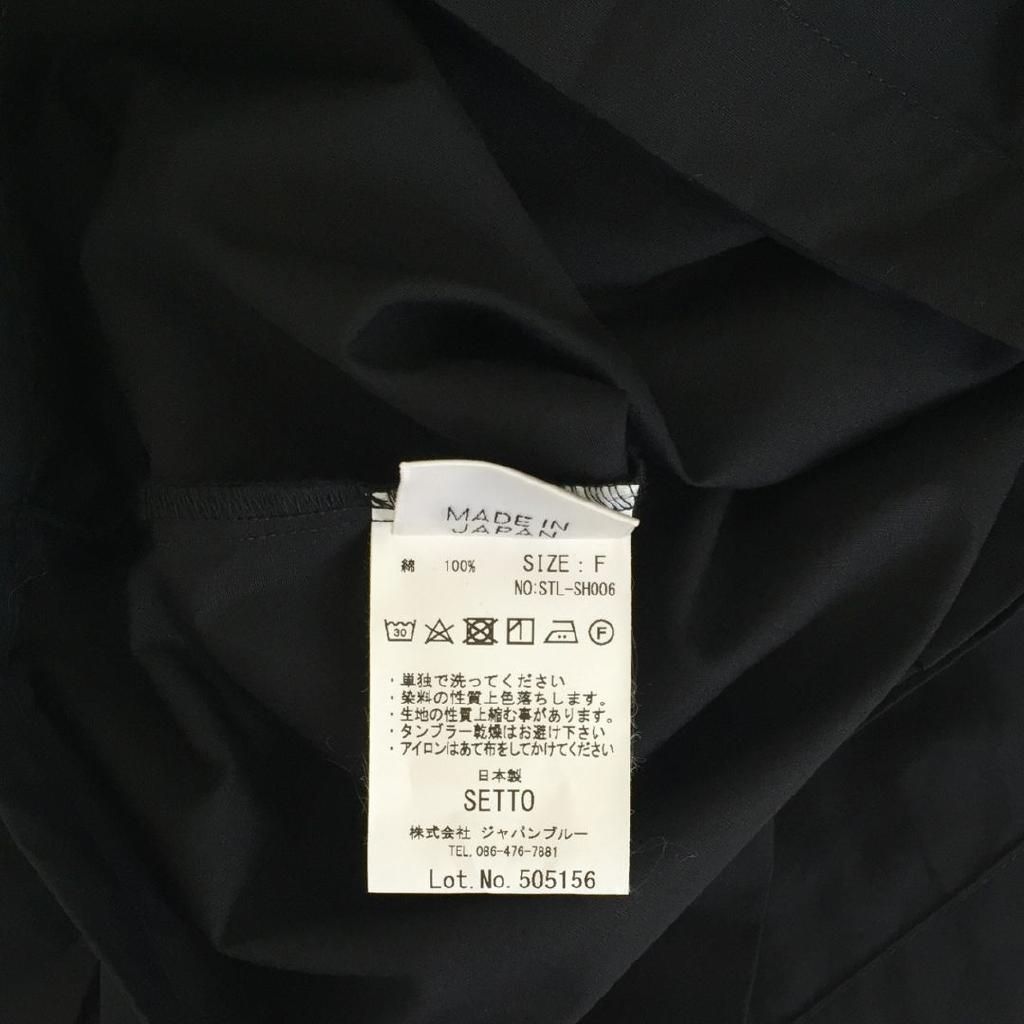 MADE IN
JAPAN
綿 100%
SIZE : F
NO:STL-SH006
30 F
・単独で洗ってください
・染料の性質上色落ちします。
・生地の性質上縮む事があります。
・タンブラー乾燥はお避け下さい
・アイロンはあて布をしてかけてください
日本製
SETTO
株式会社 ジャパンブルー
TEL. 086-476-7881
Lot. No. 505156